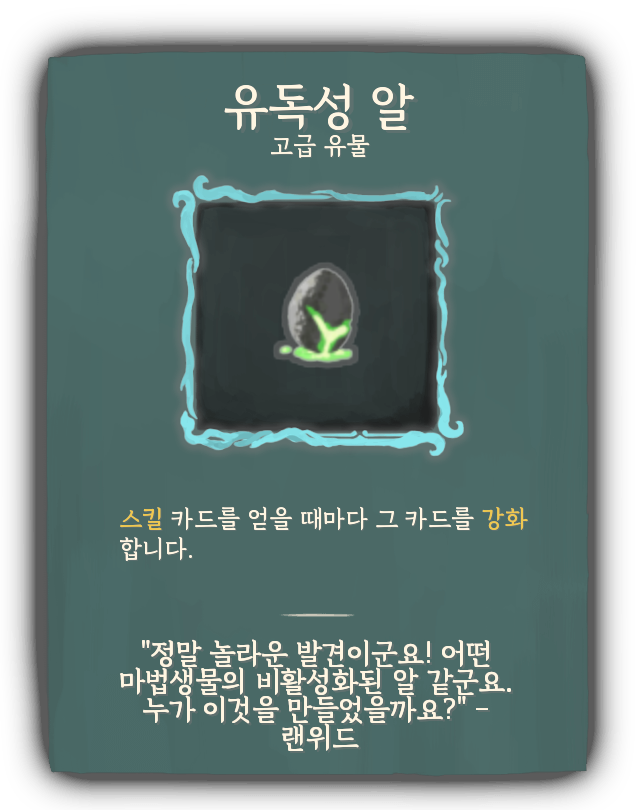 유독성 알
고급 유물
스킬 카드를 얻을 때마다 그 카드를 강화
합니다.
"정말 놀라운 발견이군요! 어떤
마법생물의 비활성화된 알 같군요.
누가 이것을 만들었을까요?" –
랜위드